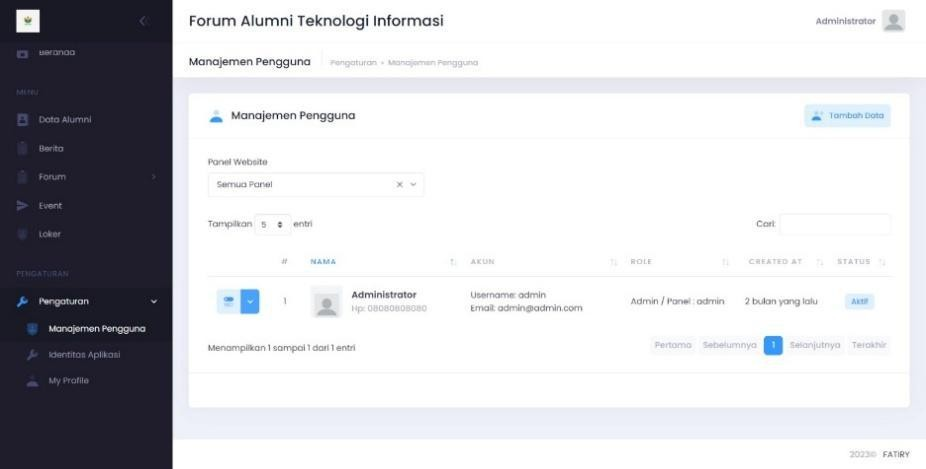 Forum Alumni Teknologi Informasi
Administrator
Beranda
Manajemen Pengguna
Pengaturan • Manajemen Pengguna
MENU
Data Alumni
Berita
Forum
Event
Loker
PENGATURAN
Pengaturan
Manajemen Pengguna
Identitas Aplikasi
My Profile
Manajemen Pengguna
Tambah Data
Panel Website
Semua Panel
Tampilkan 5 entri
Cari:
# NAMA AKUN ROLE CREATED AT STATUS
1 Administrator Username: admin Admin / Panel : admin 2 bulan yang lalu Aktif
Hp: 08080808080 Email: admin@admin.com
Menampilkan 1 sampai 1 dari 1 entri
Pertama Sebelumnya 1 Selanjutnya Terakhir
2023© FATIRY